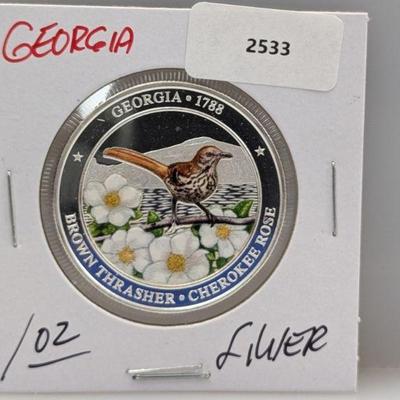 GEORGIA
2533
GEORGIA • 1788
BROWN THRASHER • CHEROKEE ROSE
1 OZ
SILVER